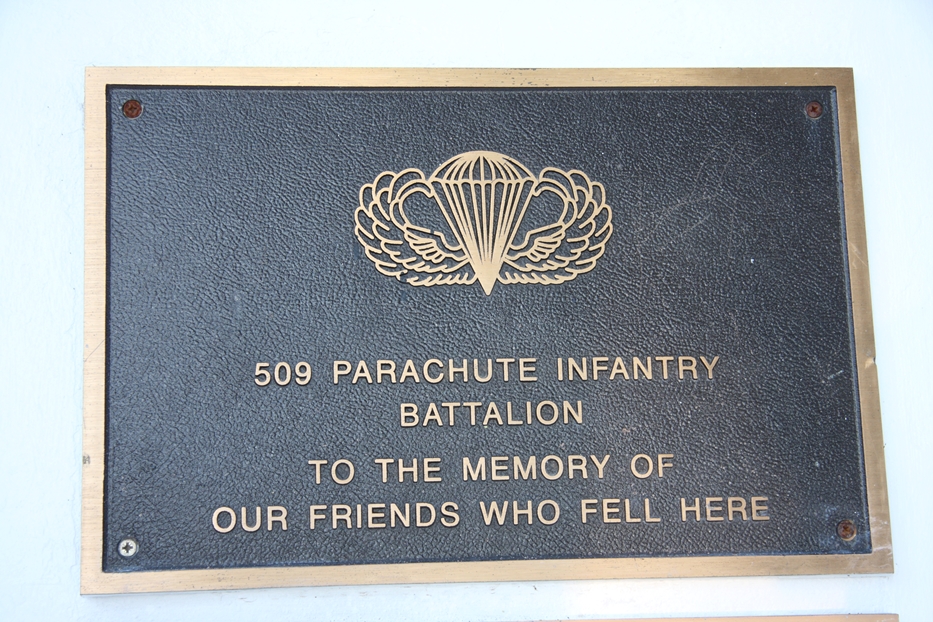 509 PARACHUTE INFANTRY
BATTALION
TO THE MEMORY OF
OUR FRIENDS WHO FELL HERE